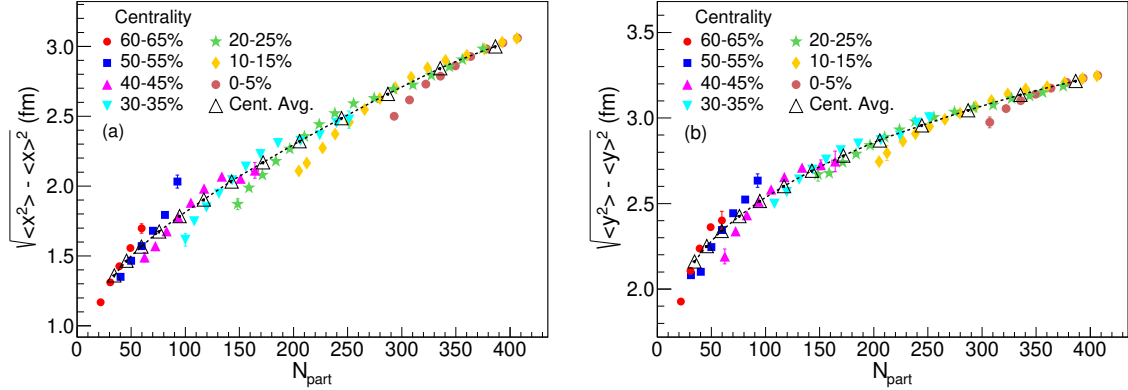 √<x²> - <x>² (fm)
3.0
2.5
2.0
1.5
1.0
Centrality
60-65%
50-55%
40-45%
30-35%
20-25%
10-15%
0-5%
Cent. Avg.
(a)
0 50 100 150 200 250 300 350 400
N_part
√<y²> - <y>² (fm)
3.5
3.0
2.5
2.0
Centrality
60-65%
50-55%
40-45%
30-35%
20-25%
10-15%
0-5%
Cent. Avg.
(b)
0 50 100 150 200 250 300 350 400
N_part